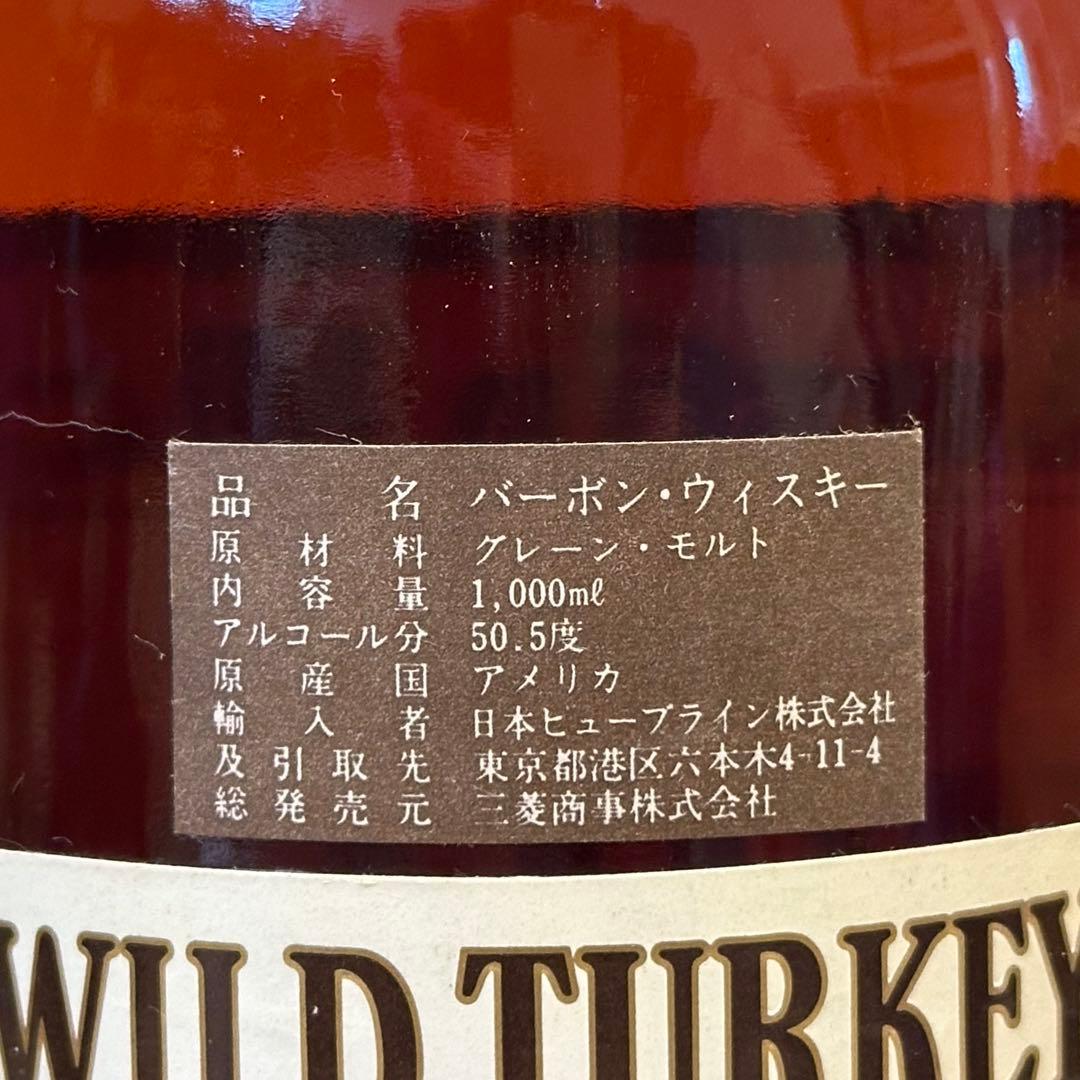 品名 バーボン・ウィスキー
原材料 グレーン・モルト
内容量 1,000mℓ
アルコール分 50.5度
原産国 アメリカ
輸入者 日本ヒューブライン株式会社
及引取先 東京都港区六本木4-11-4
総発売元 三菱商事株式会社
WILD TURKEY